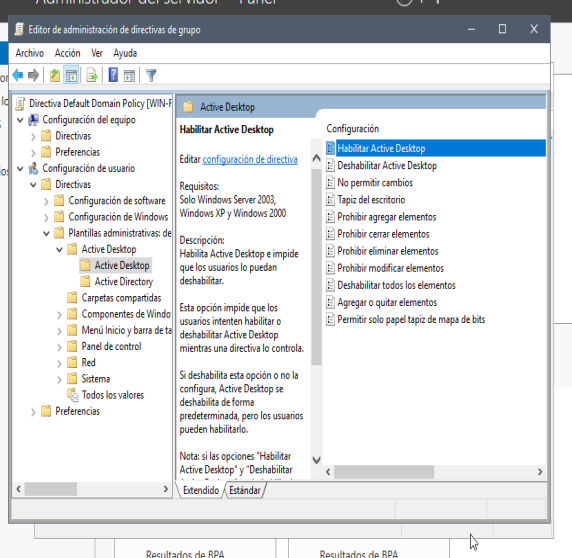 Administrador del servidor
Panel
Editor de administración de directivas de grupo
Archivo Acción Ver Ayuda
Directiva Default Domain Policy [WIN-F
Configuración del equipo
Directivas
Preferencias
Configuración de usuario
Directivas
Configuración de software
Configuración de Windows
Plantillas administrativas: de
Active Desktop
Active Desktop
Active Directory
Carpetas compartidas
Componentes de Windo
Menú Inicio y barra de ta
Panel de control
Red
Sistema
Todos los valores
Preferencias
Active Desktop
Habilitar Active Desktop
Editar configuración de directiva
Requisitos:
Solo Windows Server 2003,
Windows XP y Windows 2000
Descripción:
Habilita Active Desktop e impide
que los usuarios lo puedan
deshabilitar.
Esta opción impide que los
usuarios intenten habilitar o
deshabilitar Active Desktop
mientras una directiva lo controla.
Si deshabilita esta opción o no la
configura, Active Desktop se
deshabilita de forma
predeterminada, pero los usuarios
pueden habilitarlo.
Nota: si las opciones "Habilitar
Active Desktop" y "Deshabilitar
Configuración
Habilitar Active Desktop
Deshabilitar Active Desktop
No permitir cambios
Tapiz del escritorio
Prohibir agregar elementos
Prohibir cerrar elementos
Prohibir eliminar elementos
Prohibir modificar elementos
Deshabilitar todos los elementos
Agregar o quitar elementos
Permitir solo papel tapiz de mapa de bits
Extendido Estándar
Resultados de BPA
Resultados de BPA